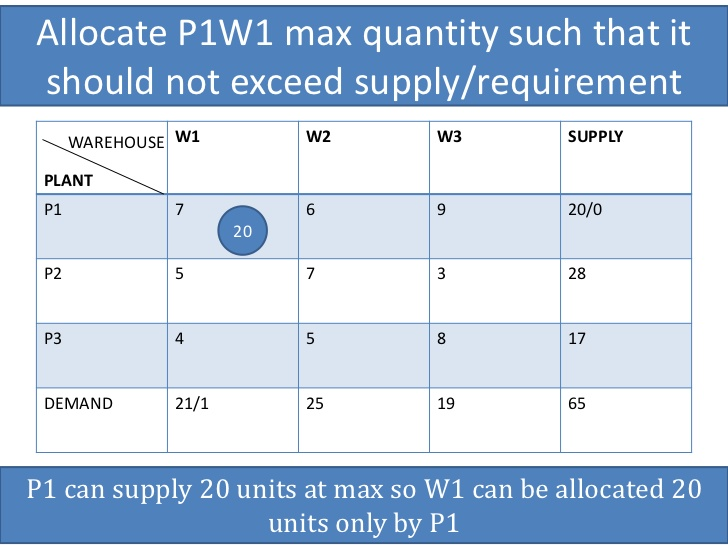 Allocate P1W1 max quantity such that it
should not exceed supply/requirement
WAREHOUSE W1 W2 W3 SUPPLY
PLANT
P1 7 20 6 9 20/0
P2 5 7 3 28
P3 4 5 8 17
DEMAND 21/1 25 19 65
P1 can supply 20 units at max so W1 can be allocated 20
units only by P1